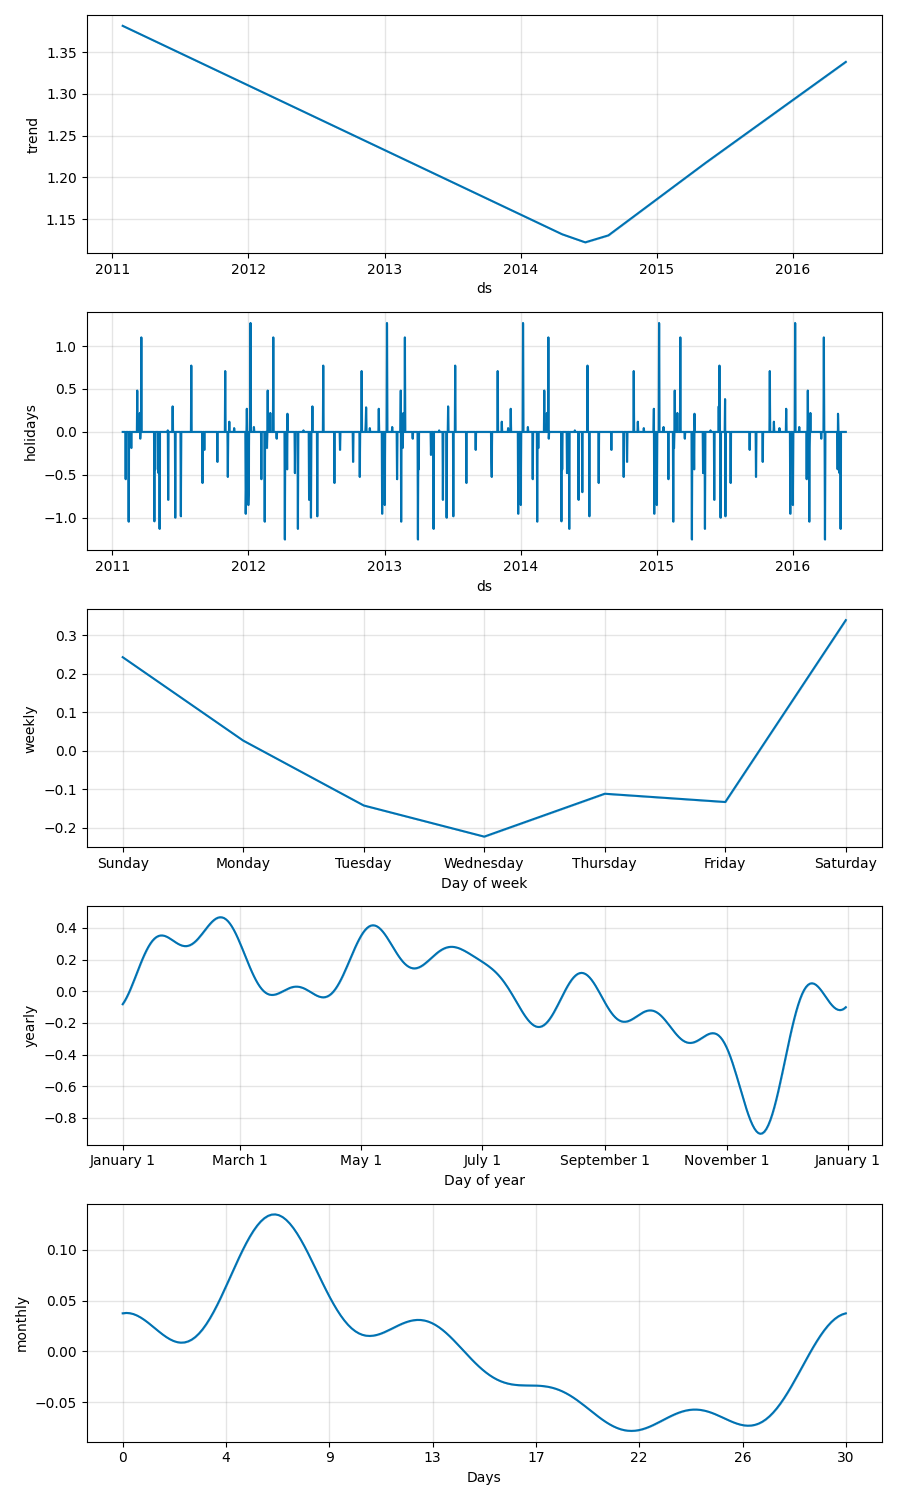 trend
1.35
1.30
1.25
1.20
1.15
2011 2012 2013 2014 2015 2016
ds
holidays
1.0
0.5
0.0
−0.5
−1.0
2011 2012 2013 2014 2015 2016
ds
weekly
0.3
0.2
0.1
0.0
−0.1
−0.2
Sunday Monday Tuesday Wednesday Thursday Friday Saturday
Day of week
yearly
0.4
0.2
0.0
−0.2
−0.4
−0.6
−0.8
January 1 March 1 May 1 July 1 September 1 November 1 January 1
Day of year
monthly
0.10
0.05
0.00
−0.05
0 4 9 13 17 22 26 30
Days